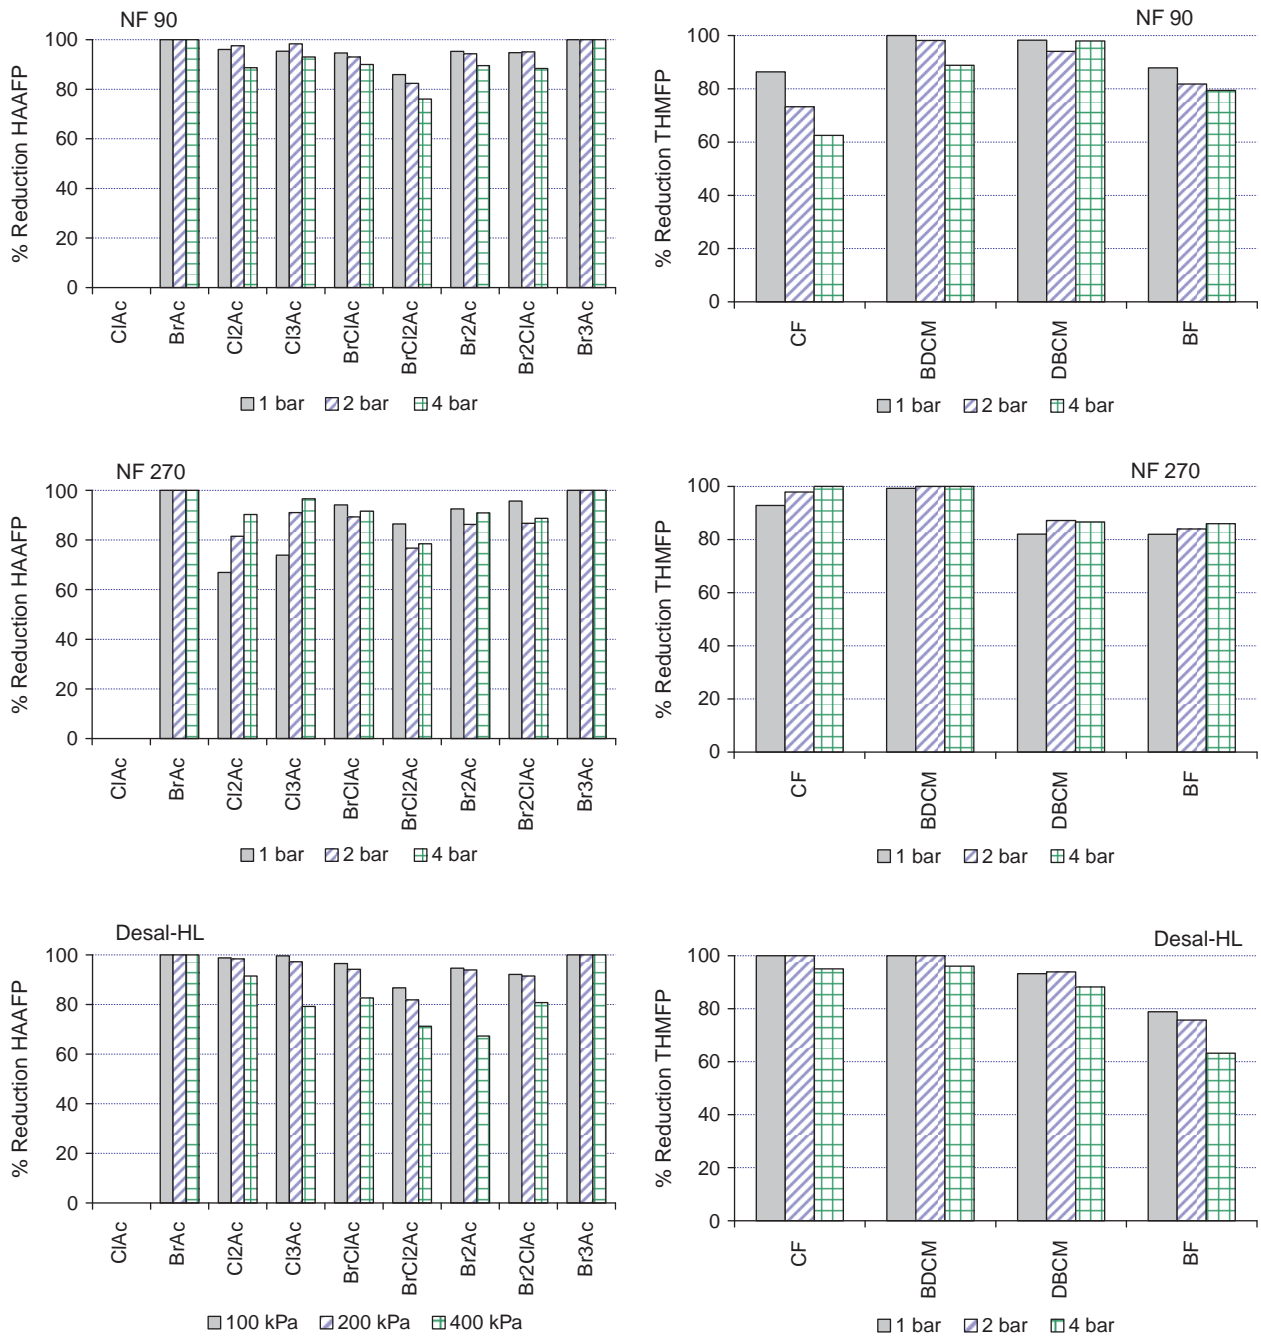 NF 90
% Reduction HAAFP
100
80
60
40
20
0
ClAc
BrAc
Cl2Ac
Cl3Ac
BrClAc
BrCl2Ac
Br2Ac
Br2ClAc
Br3Ac
1 bar 2 bar 4 bar
NF 90
% Reduction THMFP
100
80
60
40
20
0
CF
BDCM
DBCM
BF
1 bar 2 bar 4 bar
NF 270
% Reduction HAAFP
100
80
60
40
20
0
ClAc
BrAc
Cl2Ac
Cl3Ac
BrClAc
BrCl2Ac
Br2Ac
Br2ClAc
Br3Ac
1 bar 2 bar 4 bar
NF 270
% Reduction THMFP
100
80
60
40
20
0
CF
BDCM
DBCM
BF
1 bar 2 bar 4 bar
Desal-HL
% Reduction HAAFP
100
80
60
40
20
0
ClAc
BrAc
Cl2Ac
Cl3Ac
BrClAc
BrCl2Ac
Br2Ac
Br2ClAc
Br3Ac
100 kPa 200 kPa 400 kPa
Desal-HL
% Reduction THMFP
100
80
60
40
20
0
CF
BDCM
DBCM
BF
1 bar 2 bar 4 bar